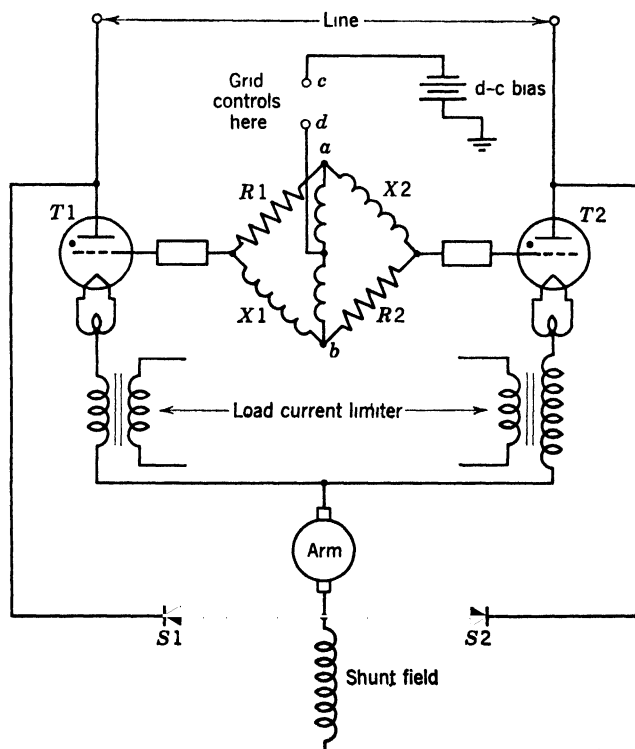 Line
Grid
controls
here
c
d
d-c bias
a
R1
X2
T1
T2
X1
R2
b
Load current limiter
Arm
S1
S2
Shunt field